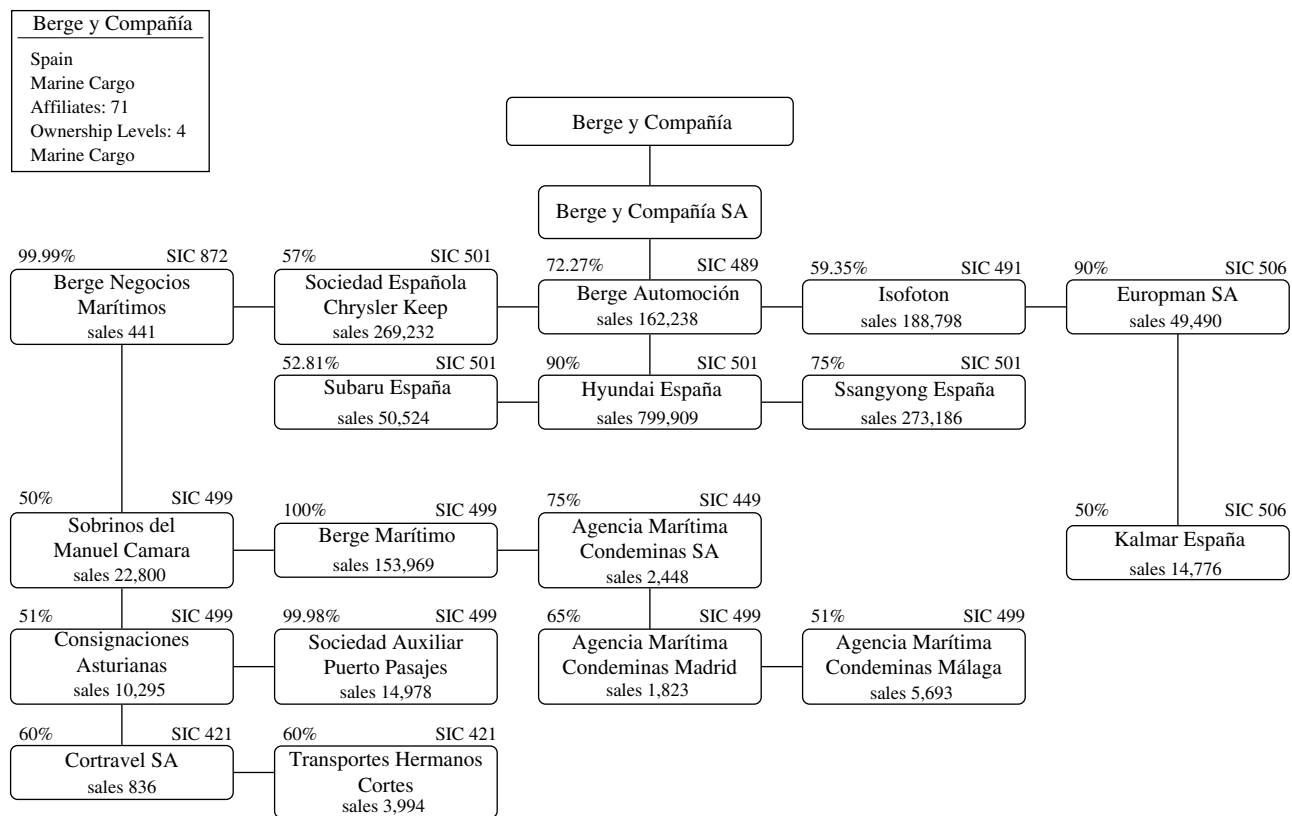 Berge y Compañía
Spain
Marine Cargo
Affiliates: 71
Ownership Levels: 4
Marine Cargo
Berge y Compañía
Berge y Compañía SA
99.99% SIC 872
Berge Negocios
Marítimos
sales 441
57% SIC 501
Sociedad Española
Chrysler Keep
sales 269,232
72.27% SIC 489
Berge Automoción
sales 162,238
59.35% SIC 491
Isofoton
sales 188,798
90% SIC 506
Europman SA
sales 49,490
52.81% SIC 501
Subaru España
sales 50,524
90% SIC 501
Hyundai España
sales 799,909
75% SIC 501
Ssangyong España
sales 273,186
50% SIC 499
Sobrinos del
Manuel Camara
sales 22,800
100% SIC 499
Berge Marítimo
sales 153,969
75% SIC 449
Agencia Marítima
Condeminas SA
sales 2,448
50% SIC 506
Kalmar España
sales 14,776
51% SIC 499
Consignaciones
Asturianas
sales 10,295
99.98% SIC 499
Sociedad Auxiliar
Puerto Pasajes
sales 14,978
65% SIC 499
Agencia Marítima
Condeminas Madrid
sales 1,823
51% SIC 499
Agencia Marítima
Condeminas Málaga
sales 5,693
60% SIC 421
Cortravel SA
sales 836
60% SIC 421
Transportes Hermanos
Cortes
sales 3,994